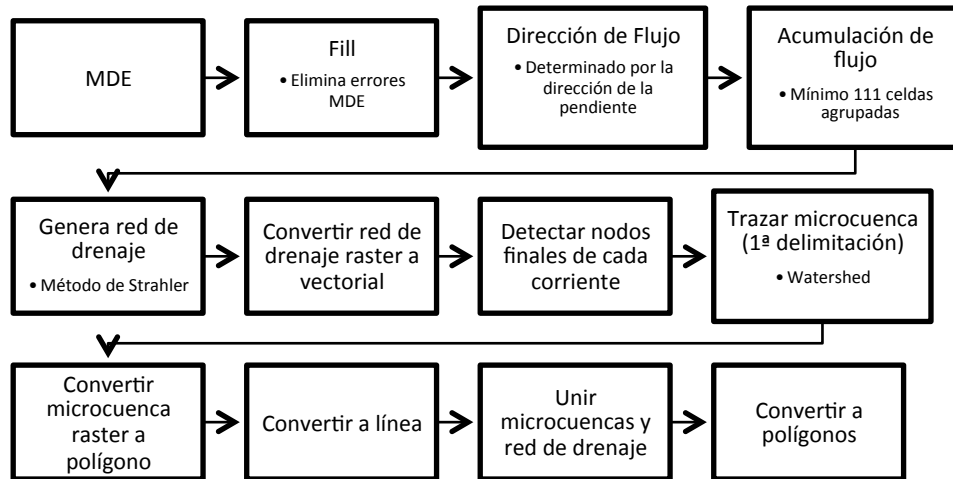 MDE
Fill
• Elimina errores
MDE
Dirección de Flujo
• Determinado por la
dirección de la
pendiente
Acumulación de
flujo
• Mínimo 111 celdas
agrupadas
Genera red de
drenaje
• Método de Strahler
Convertir red de
drenaje raster a
vectorial
Detectar nodos
finales de cada
corriente
Trazar microcuenca
(1ª delimitación)
• Watershed
Convertir
microcuenca
raster a
polígono
Convertir a línea
Unir
microcuencas y
red de drenaje
Convertir a
polígonos